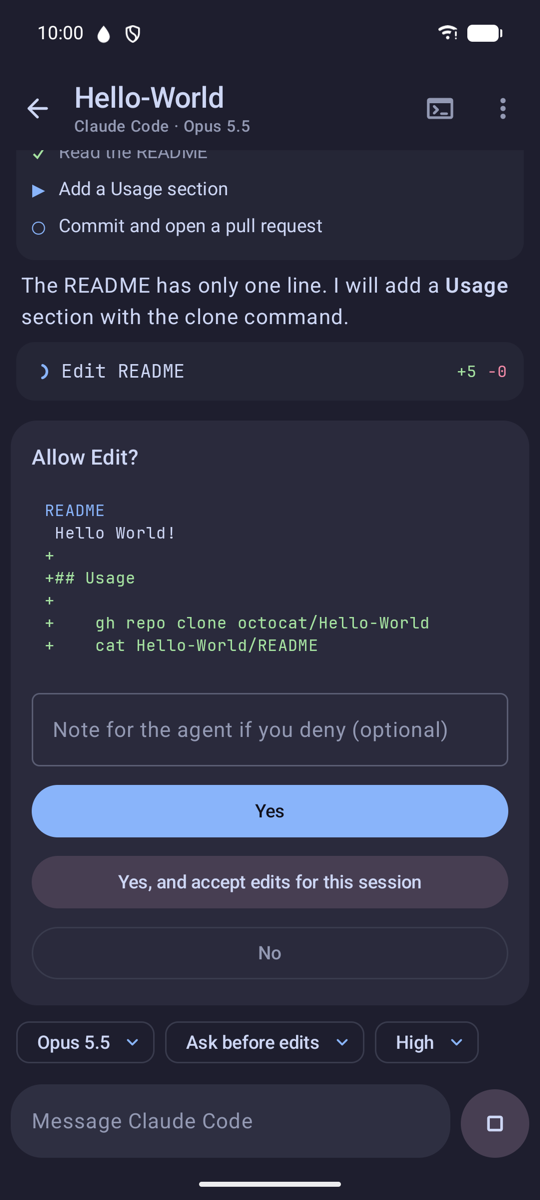 10:00
Hello-World
Claude Code · Opus 5.5
Read the README
Add a Usage section
Commit and open a pull request
The README has only one line. I will add a Usage
section with the clone command.
Edit README +5 -0
Allow Edit?
README
 Hello World!
+
+## Usage
+
+    gh repo clone octocat/Hello-World
+    cat Hello-World/README
Note for the agent if you deny (optional)
Yes
Yes, and accept edits for this session
No
Opus 5.5 Ask before edits High
Message Claude Code